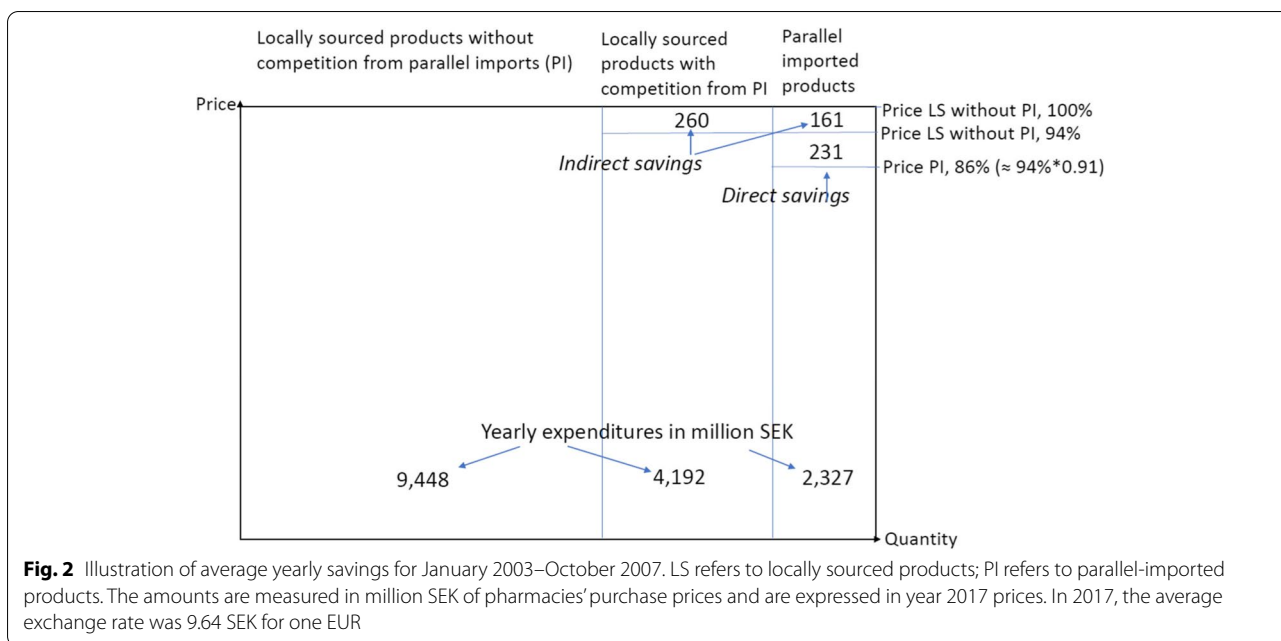 Locally sourced products without
competition from parallel imports (PI)
Locally sourced
products with
competition from PI
Parallel
imported
products
Price
260
161
Price LS without PI, 100%
Price LS without PI, 94%
Indirect savings
231
Price PI, 86% (≈ 94%*0.91)
Direct savings
Yearly expenditures in million SEK
9,448
4,192
2,327
Quantity
Fig. 2 Illustration of average yearly savings for January 2003–October 2007. LS refers to locally sourced products; PI refers to parallel-imported
products. The amounts are measured in million SEK of pharmacies’ purchase prices and are expressed in year 2017 prices. In 2017, the average
exchange rate was 9.64 SEK for one EUR